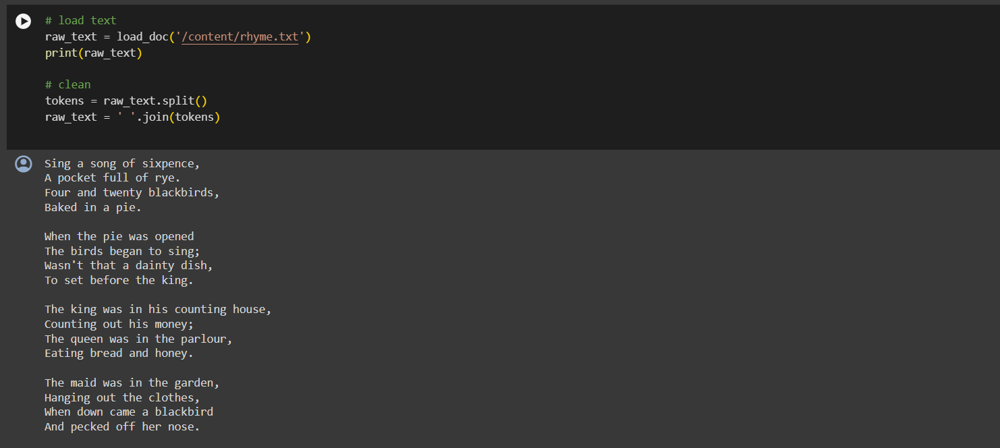 # load text
raw_text = load_doc('/content/rhyme.txt')
print(raw_text)
# clean
tokens = raw_text.split()
raw_text = ' '.join(tokens)
Sing a song of sixpence,
A pocket full of rye.
Four and twenty blackbirds,
Baked in a pie.
When the pie was opened
The birds began to sing;
Wasn't that a dainty dish,
To set before the king.
The king was in his counting house,
Counting out his money;
The queen was in the parlour,
Eating bread and honey.
The maid was in the garden,
Hanging out the clothes,
When down came a blackbird
And pecked off her nose.